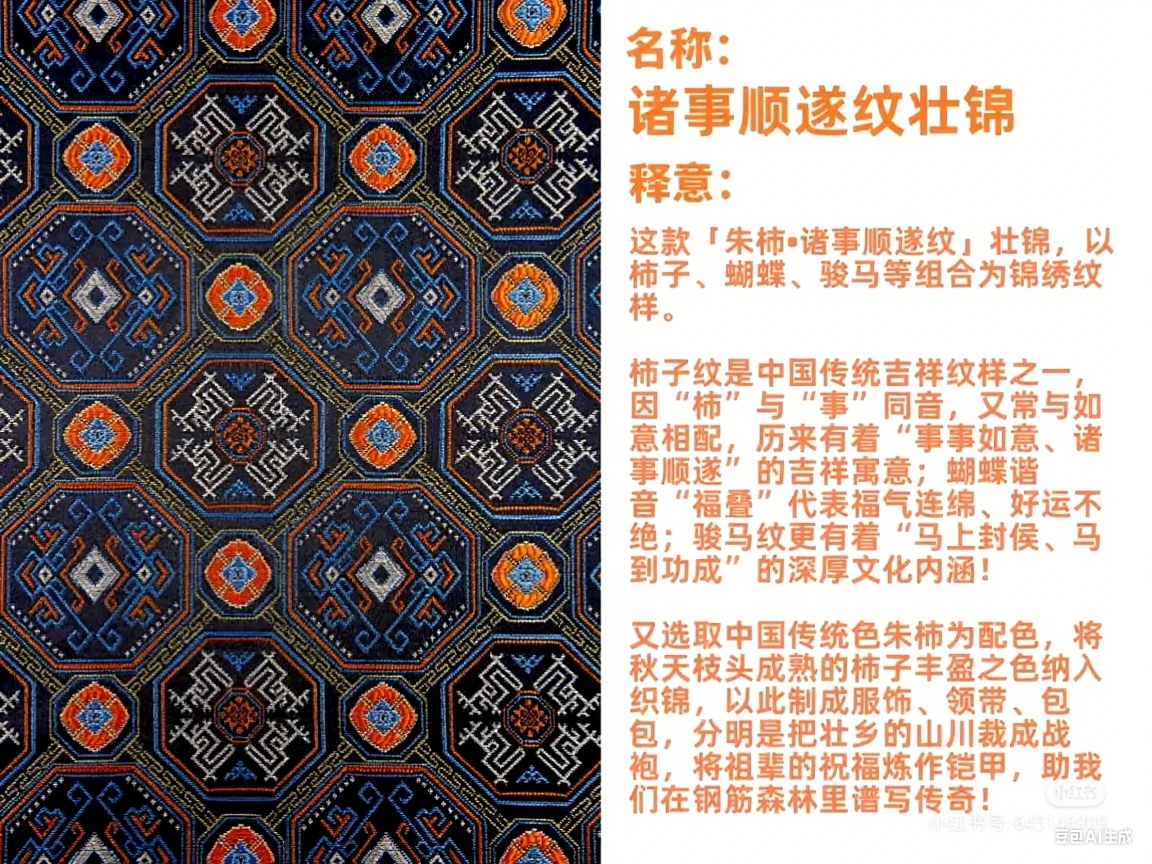 名称：
诸事顺遂纹壮锦
释意：
这款「朱柿•诸事顺遂纹」壮锦，以
柿子、蝴蝶、骏马等组合为锦绣纹
样。
柿子纹是中国传统吉祥纹样之一，
因“柿”与“事”同音，又常与如
意相配，历来有着“事事如意、诸
事顺遂”的吉祥寓意；蝴蝶谐
音“福叠”代表福气连绵、好运不
绝；骏马纹更有着“马上封侯、马
到功成”的深厚文化内涵！
又选取中国传统色朱柿为配色，将
秋天枝头成熟的柿子丰盈之色纳入
织锦，以此制成服饰、领带、包
包，分明是把壮乡的山川裁成战
袍，将祖辈的祝福炼作铠甲，助我
们在钢筋森林里谱写传奇！
小红书
小红书号
豆包AI生成